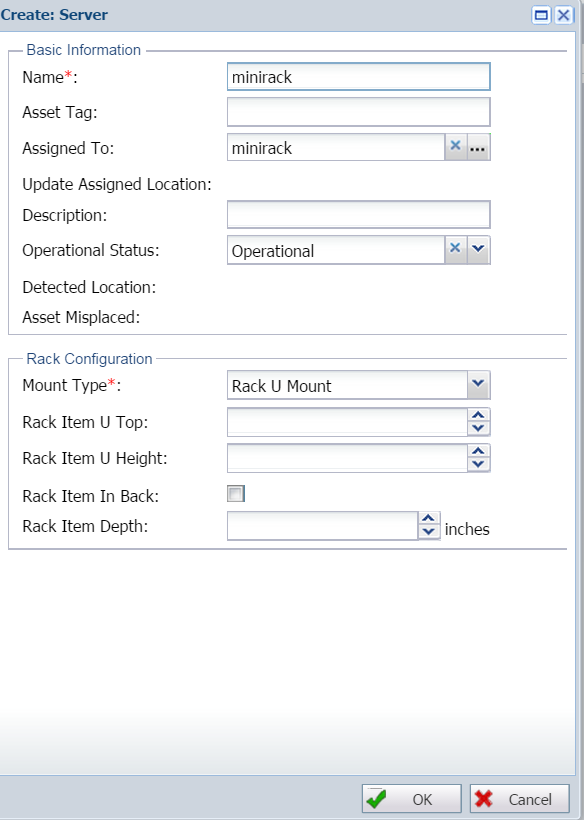 Create: Server
Basic Information
Name*: minirack
Asset Tag:
Assigned To: minirack ...
Update Assigned Location:
Description:
Operational Status: Operational
Detected Location:
Asset Misplaced:
Rack Configuration
Mount Type*: Rack U Mount
Rack Item U Top:
Rack Item U Height:
Rack Item In Back:
Rack Item Depth: inches
OK Cancel